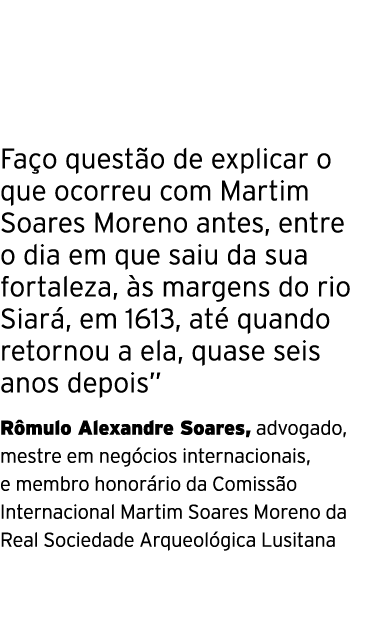 Faço questão de explicar o
que ocorreu com Martim
Soares Moreno antes, entre
o dia em que saiu da sua
fortaleza, às margens do rio
Siará, em 1613, até quando
retornou a ela, quase seis
anos depois”
Rômulo Alexandre Soares, advogado,
mestre em negócios internacionais,
e membro honorário da Comissão
Internacional Martim Soares Moreno da
Real Sociedade Arqueológica Lusitana